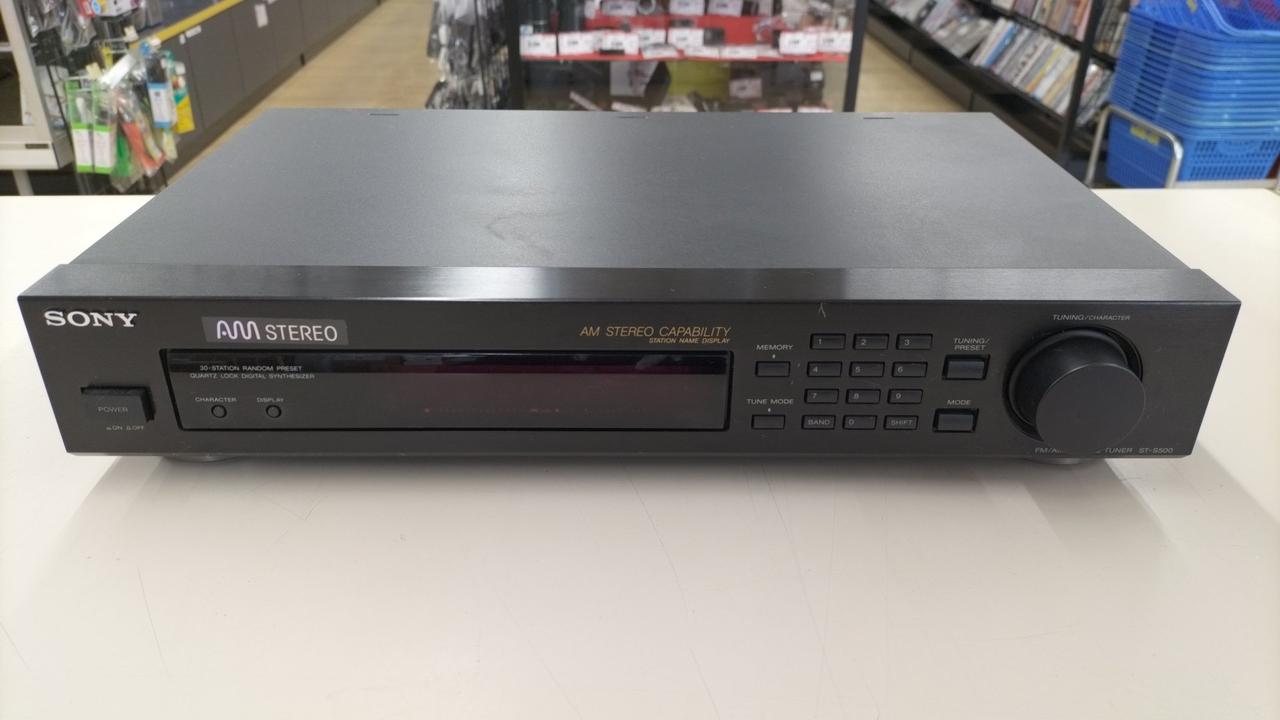 SONY
AM STEREO
AM STEREO CAPABILITY
STATION NAME DISPLAY
30-STATION RANDOM PRESET
QUARTZ LOCK DIGITAL SYNTHESIZER
CHARACTER
DISPLAY
POWER
ON
OFF
MEMORY
TUNE MODE
1 2 3
4 5 6
7 8 9
BAND 0 SHIFT
TUNING/
PRESET
MODE
TUNING/CHARACTER
TUNER ST-S500